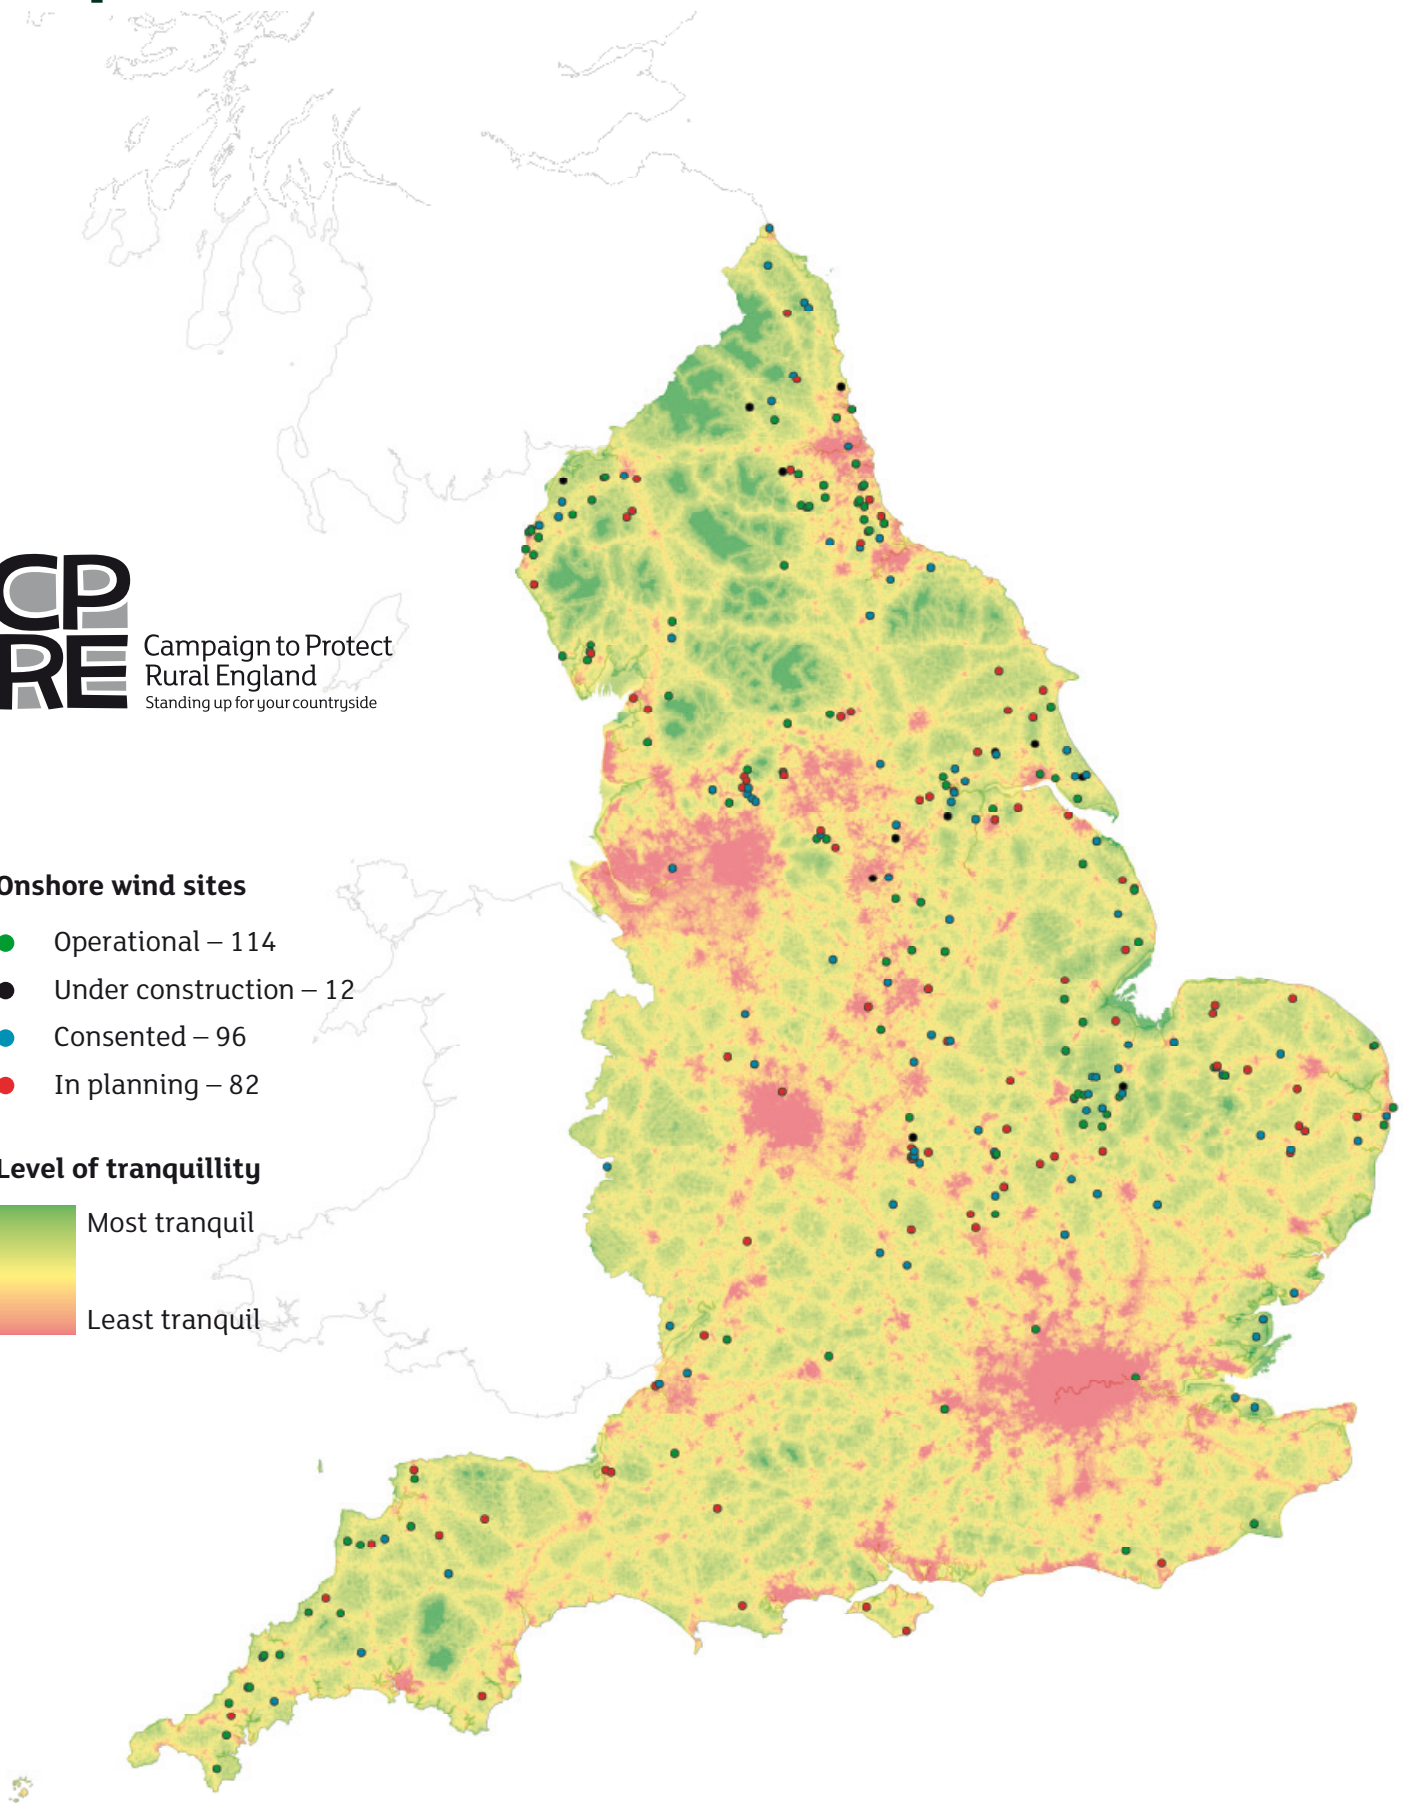 CP
RE
Campaign to Protect
Rural England
Standing up for your countryside
Onshore wind sites
Operational – 114
Under construction – 12
Consented – 96
In planning – 82
Level of tranquillity
Most tranquil
Least tranquil